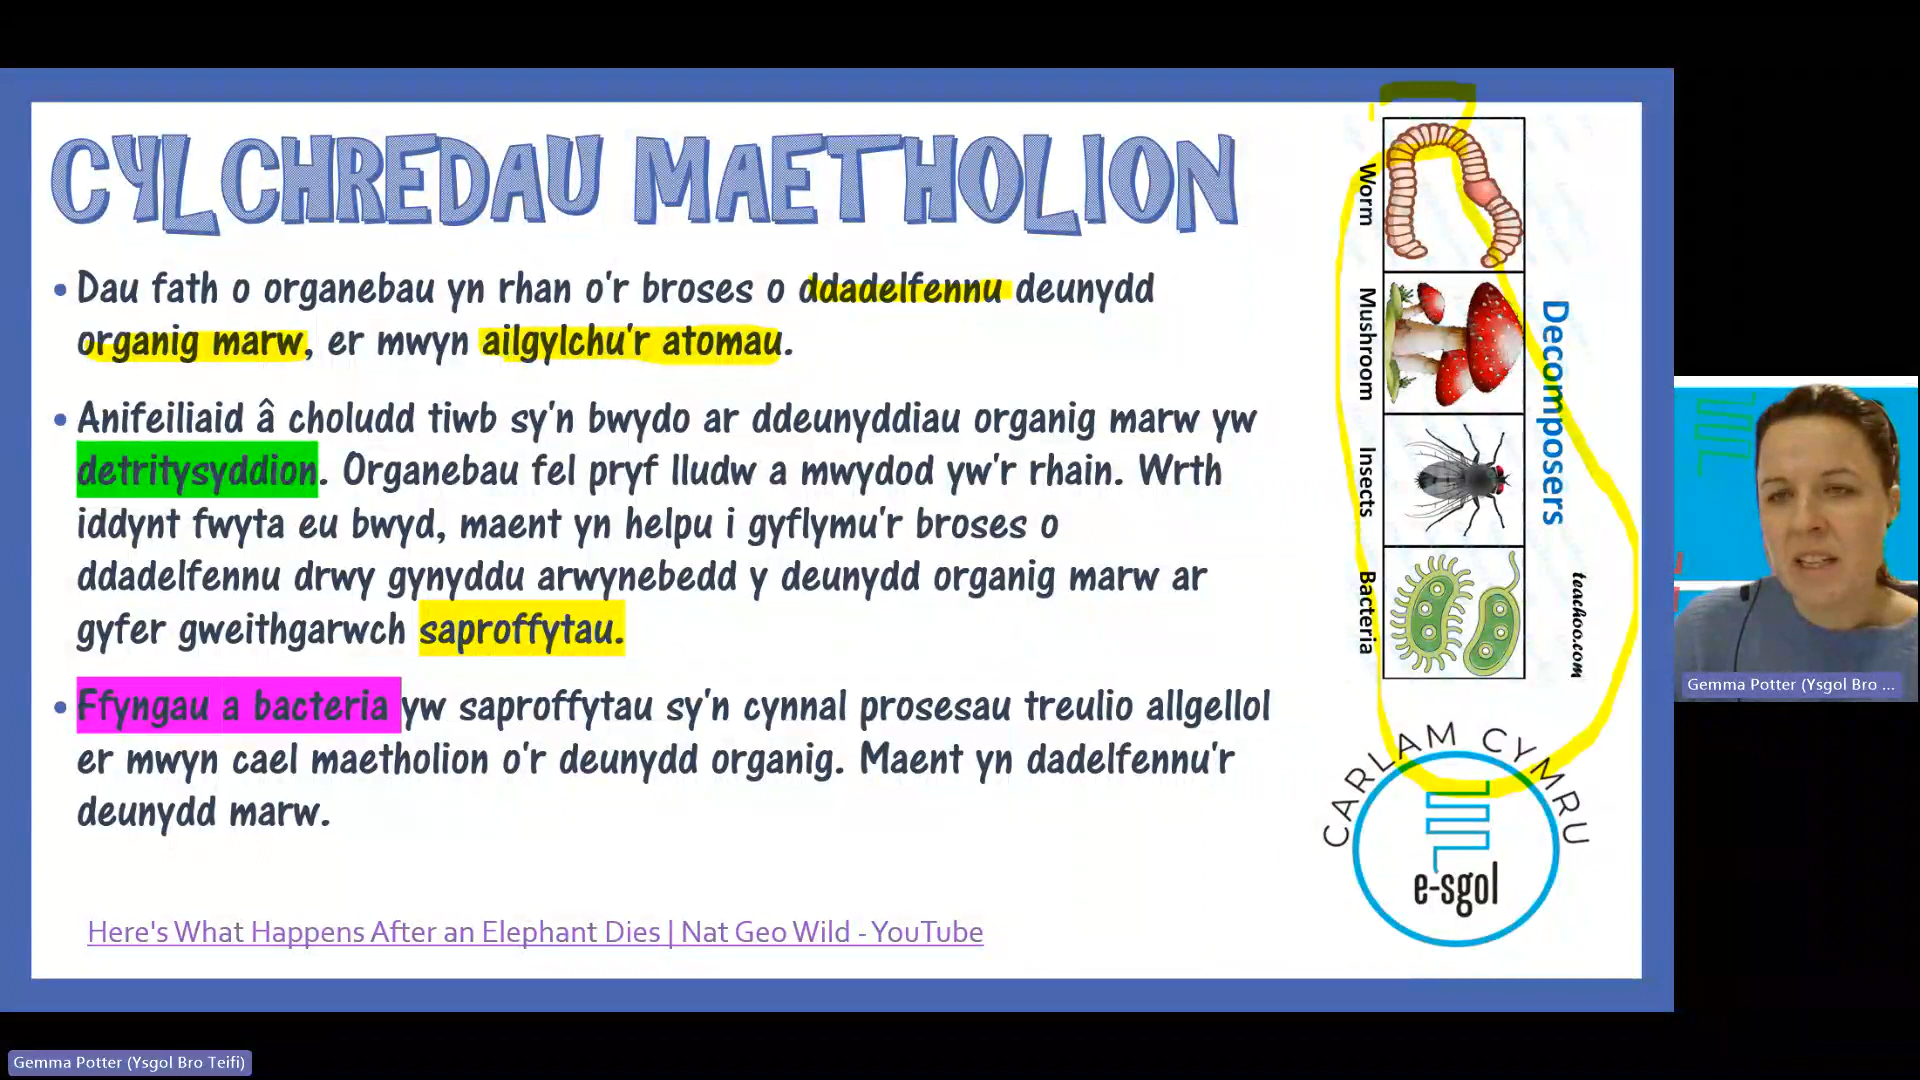 CYLCHREDAU MAETHOLION
• Dau fath o organebau yn rhan o'r broses o ddadelfennu deunydd
organig marw, er mwyn ailgylchu'r atomau.
• Anifeiliaid â choludd tiwb sy'n bwydo ar ddeunyddiau organig marw yw
detritysyddion. Organebau fel pryf lludw a mwydod yw'r rhain. Wrth
iddynt fwyta eu bwyd, maent yn helpu i gyflymu'r broses o
ddadelfennu drwy gynyddu arwynebedd y deunydd organig marw ar
gyfer gweithgarwch saproffytau.
• Ffyngau a bacteria yw saproffytau sy'n cynnal prosesau treulio allgellol
er mwyn cael maetholion o'r deunydd organig. Maent yn dadelfennu'r
deunydd marw.
Here's What Happens After an Elephant Dies | Nat Geo Wild - YouTube
Decomposers
teachoo.com
Worm
Mushroom
Insects
Bacteria
CARLAM CYMRU
e-sgol
Gemma Potter (Ysgol Bro ...
Gemma Potter (Ysgol Bro Teifi)